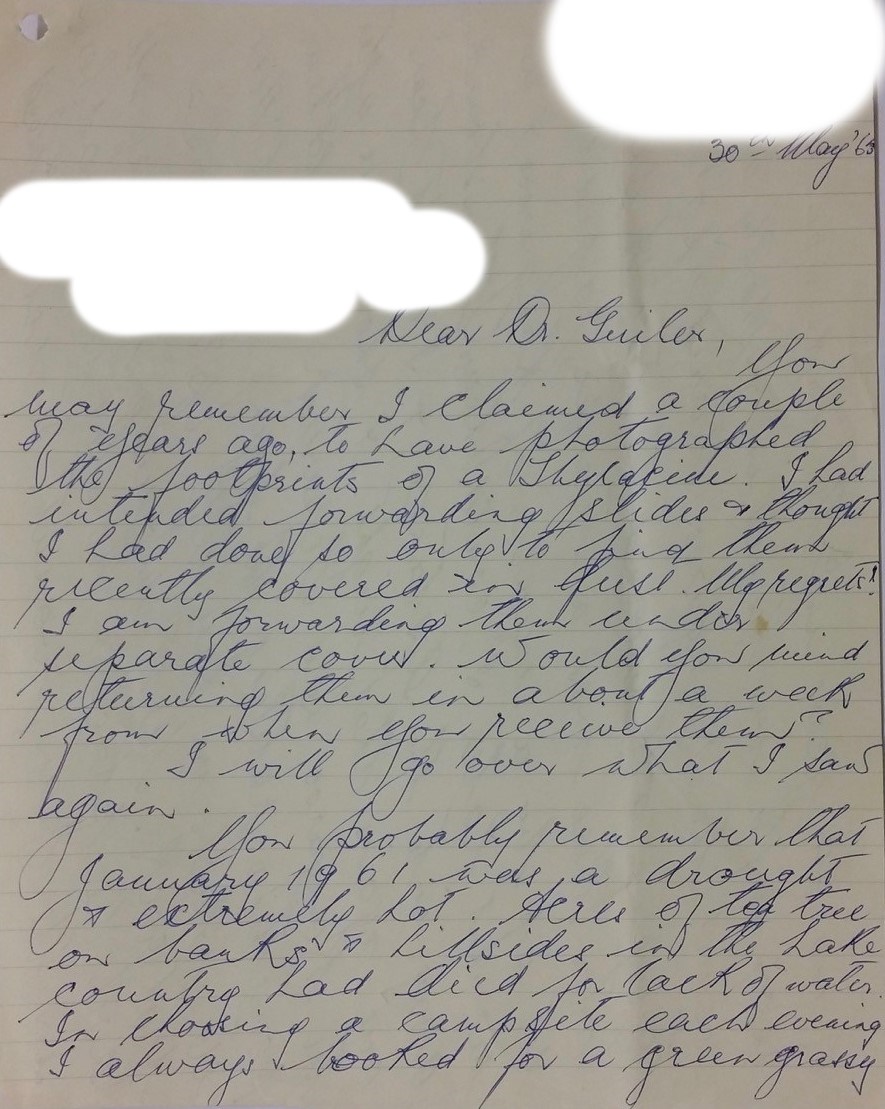 30th May '63
Dear Dr. Guiler,
You
may remember I claimed a couple
of years ago, to have photographed
the footprints of a Thylacine. I had
intended forwarding slides & thought
I had done so only to find them
recently covered in dust. My regrets!
I am forwarding them under
separate cover. Would you mind
returning them in about a week
from when you receive them?
I will go over what I saw
again.
You probably remember that
January 1961 was a drought
& extremely hot. Acres of tea tree
on banks & hillsides in the Lake
country had died for lack of water.
In choosing a campsite each evening
I always looked for a green grassy